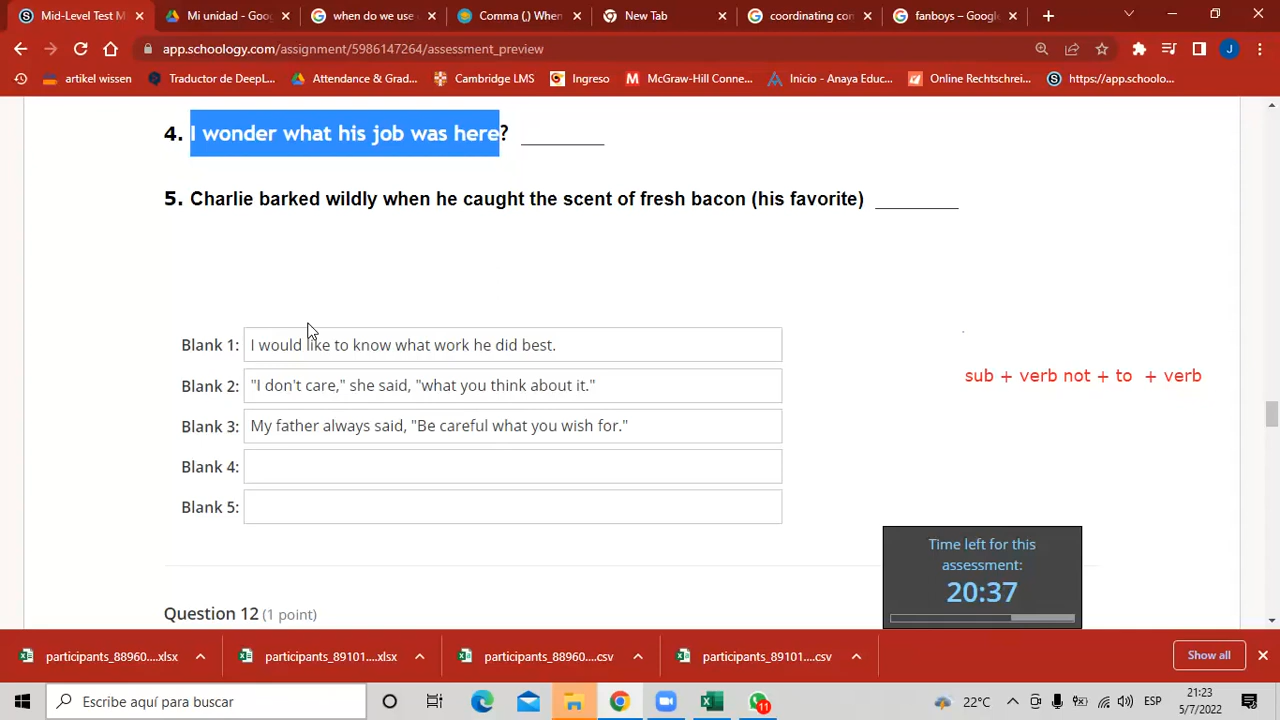 Mid-Level Test M
Mi unidad - Goo
when do we use
Comma (,) When
New Tab
coordinating con
fanboys – Google
app.schoology.com/assignment/5986147264/assessment_preview
J
artikel wissen
Traductor de DeepL...
Attendance & Grad...
Cambridge LMS
Ingreso
McGraw-Hill Conne...
Inicio - Anaya Educ...
Online Rechtschrei...
https://app.schoolo...
4. I wonder what his job was here? ________
5. Charlie barked wildly when he caught the scent of fresh bacon (his favorite) ________
Blank 1: I would like to know what work he did best.
sub + verb not + to + verb
Blank 2: "I don't care," she said, "what you think about it."
Blank 3: My father always said, "Be careful what you wish for."
Blank 4:
Blank 5:
Time left for this
assessment:
20:37
Question 12 (1 point)
participants_88960....xlsx
participants_89101....xlsx
participants_88960....csv
participants_89101....csv
Show all
Escribe aquí para buscar
11
22°C
ESP
21:23
5/7/2022